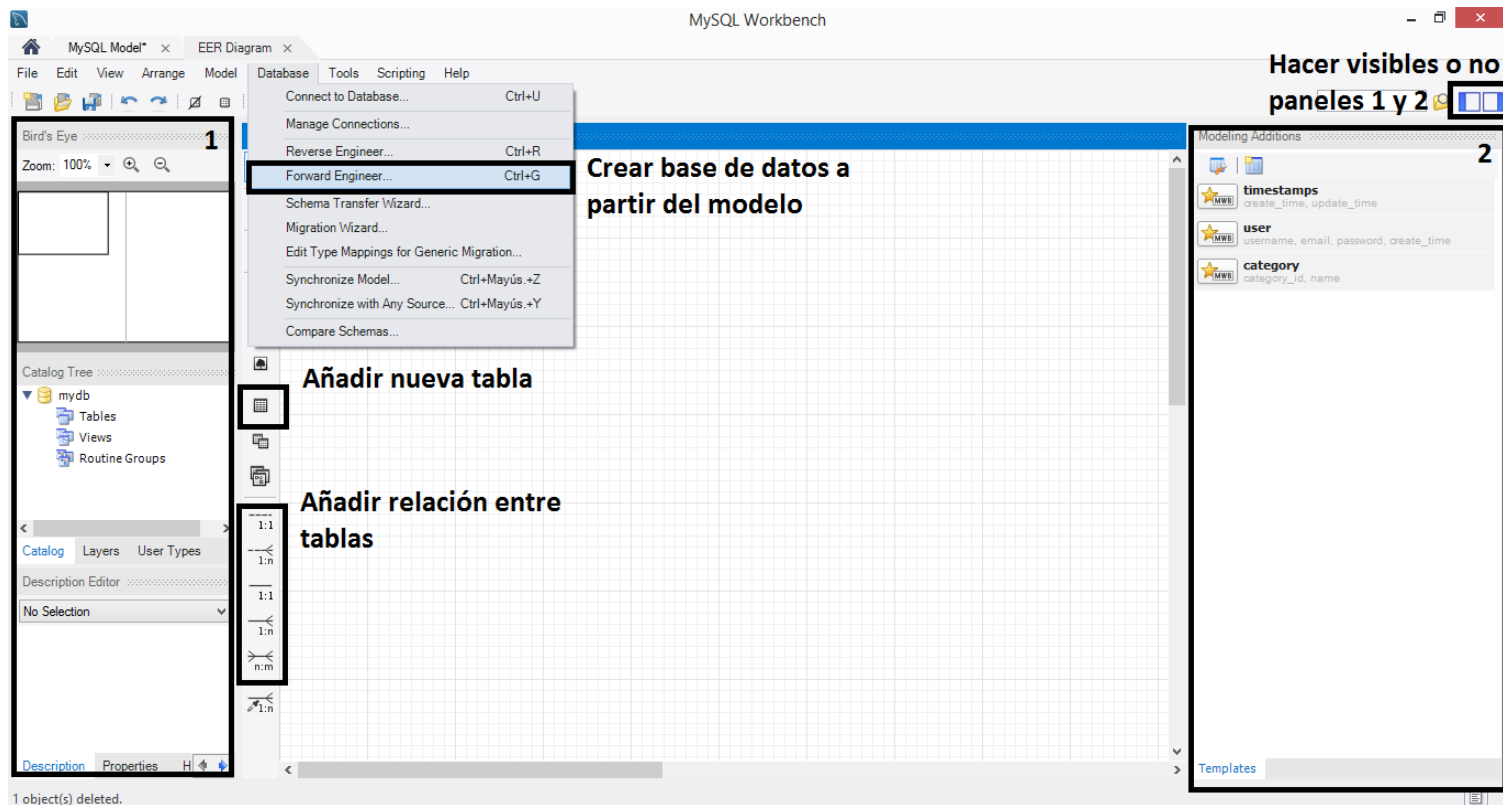 MySQL Workbench
MySQL Model* ×
EER Diagram ×
File Edit View Arrange Model Database Tools Scripting Help
Hacer visibles o no
paneles 1 y 2
Connect to Database... Ctrl+U
Manage Connections...
Reverse Engineer... Ctrl+R
Forward Engineer... Ctrl+G
Schema Transfer Wizard...
Migration Wizard...
Edit Type Mappings for Generic Migration...
Synchronize Model... Ctrl+Mayús.+Z
Synchronize with Any Source... Ctrl+Mayús.+Y
Compare Schemas...
Crear base de datos a
partir del modelo
Bird's Eye
1
Zoom: 100%
Catalog Tree
mydb
Tables
Views
Routine Groups
Catalog Layers User Types
Description Editor
No Selection
Description Properties H
Añadir nueva tabla
Añadir relación entre
tablas
1:1
1:n
1:1
1:n
n:m
1:n
Modeling Additions
2
timestamps
create_time, update_time
user
username, email, password, create_time
category
category_id, name
MWB
MWB
MWB
Templates
1 object(s) deleted.